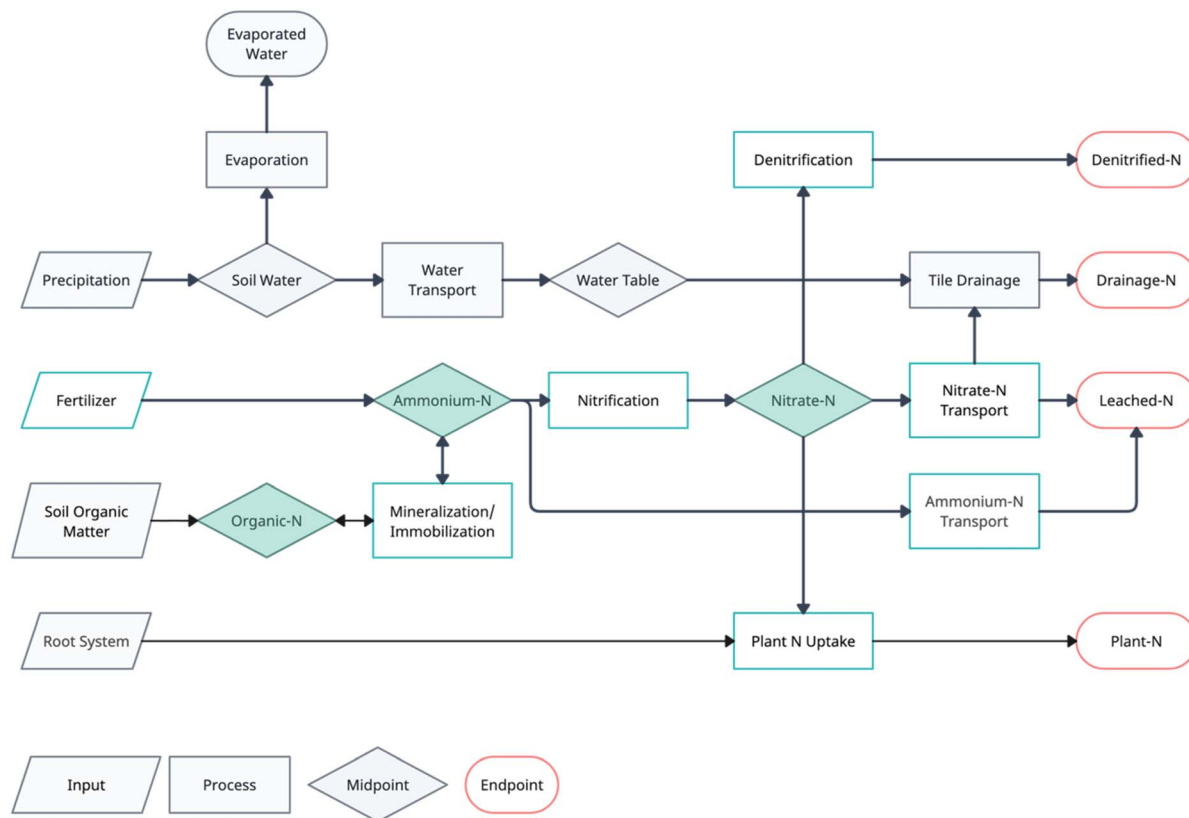 Evaporated
Water
Evaporation
Denitrification
Denitrified-N
Precipitation
Soil Water
Water
Transport
Water Table
Tile Drainage
Drainage-N
Fertilizer
Ammonium-N
Nitrification
Nitrate-N
Nitrate-N
Transport
Leached-N
Soil Organic
Matter
Organic-N
Mineralization/
Immobilization
Ammonium-N
Transport
Root System
Plant N Uptake
Plant-N
Input
Process
Midpoint
Endpoint